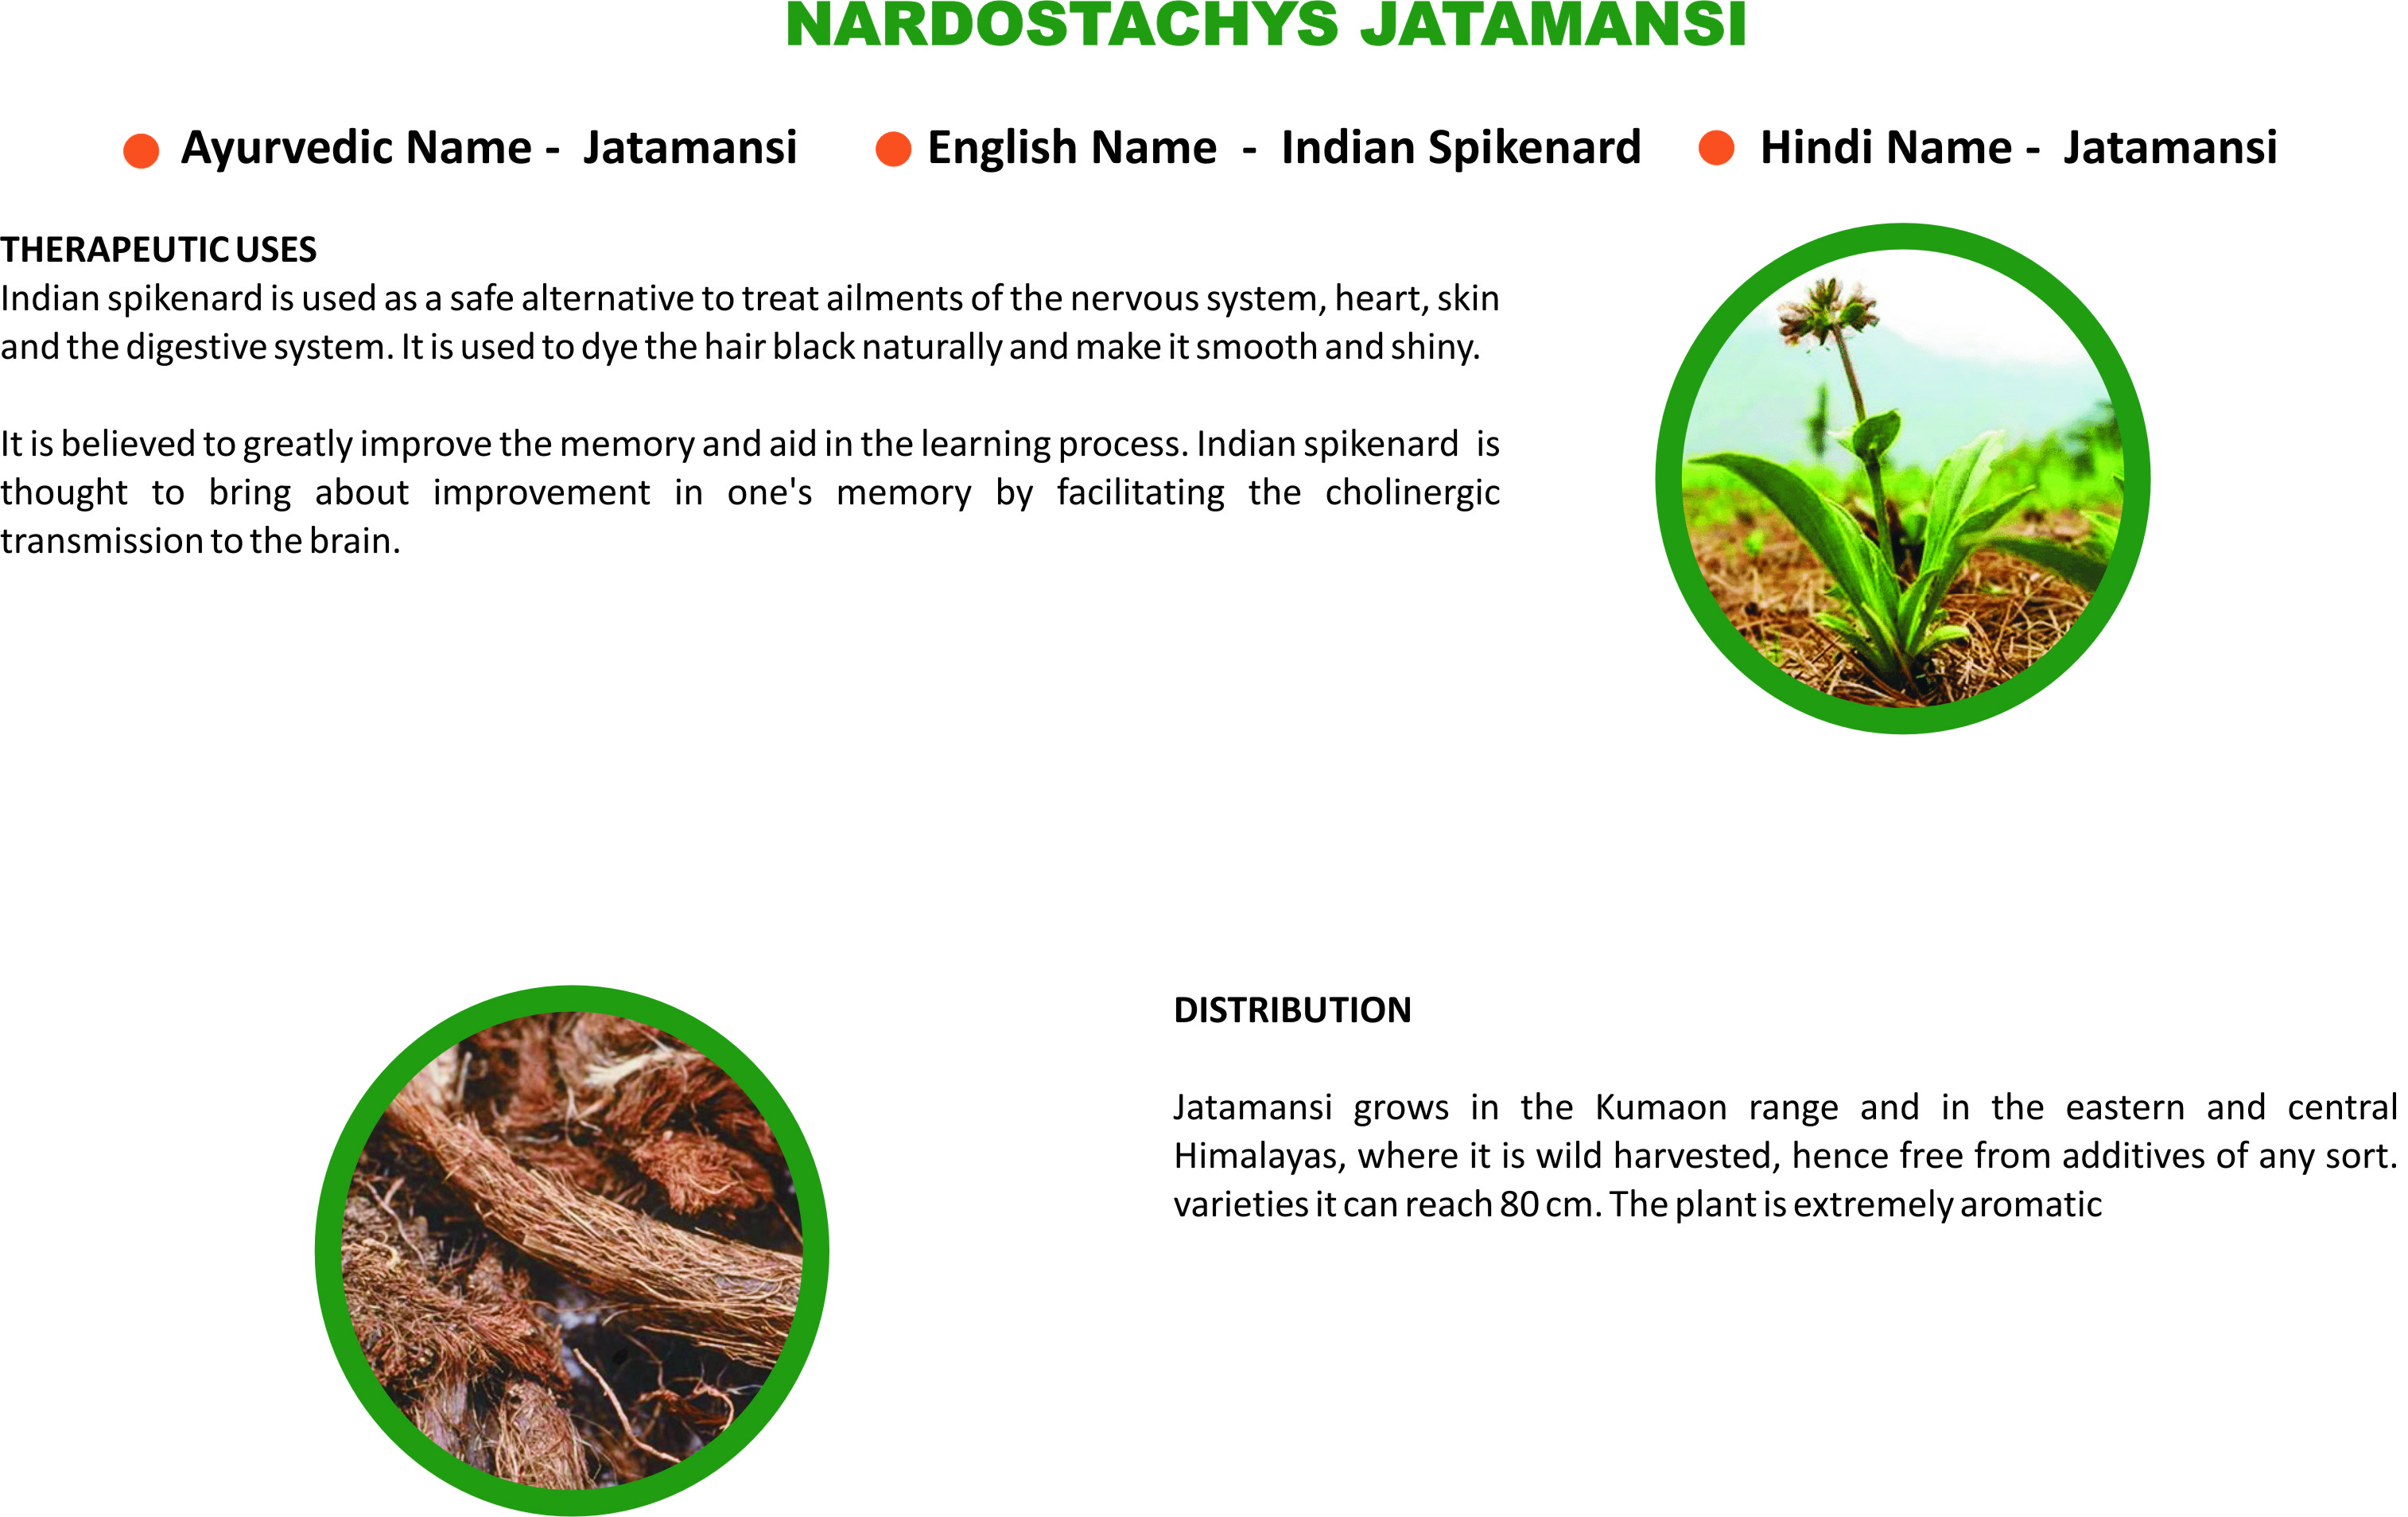 NARDOSTACHYS JATAMANSI
Ayurvedic Name - Jatamansi
English Name - Indian Spikenard
Hindi Name - Jatamansi
THERAPEUTIC USES
Indian spikenard is used as a safe alternative to treat ailments of the nervous system, heart, skin
and the digestive system. It is used to dye the hair black naturally and make it smooth and shiny.
It is believed to greatly improve the memory and aid in the learning process. Indian spikenard is
thought to bring about improvement in one's memory by facilitating the cholinergic
transmission to the brain.
DISTRIBUTION
Jatamansi grows in the Kumaon range and in the eastern and central
Himalayas, where it is wild harvested, hence free from additives of any sort.
varieties it can reach 80 cm. The plant is extremely aromatic